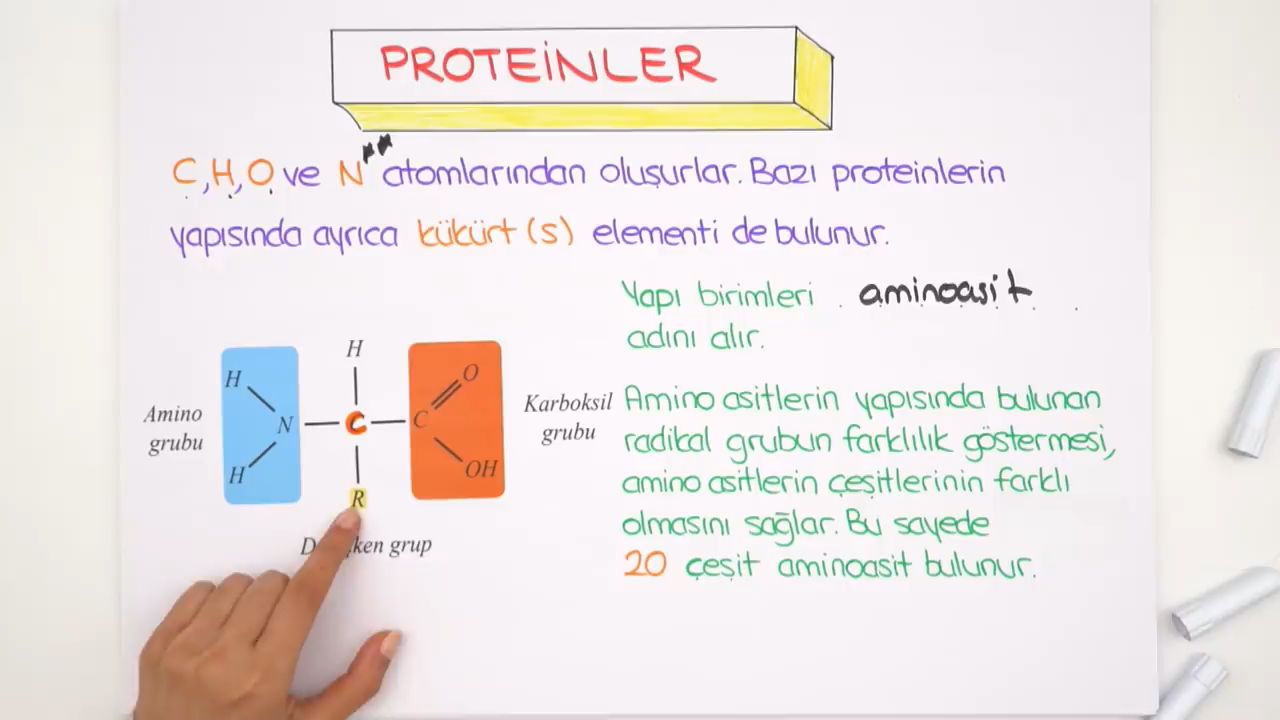 PROTEİNLER
C, H, O ve N** atomlarından oluşurlar. Bazı proteinlerin
yapısında ayrıca kükürt (s) elementi de bulunur.
Yapı birimleri aminoasit
adını alır.
Amino asitlerin yapısında bulunan
radikal grubun farklılık göstermesi,
amino asitlerin çeşitlerinin farklı
olmasını sağlar. Bu sayede
20 çeşit aminoasit bulunur.
Amino
grubu
H
H
N
H
C
R
C
O
OH
Karboksil
grubu
grup